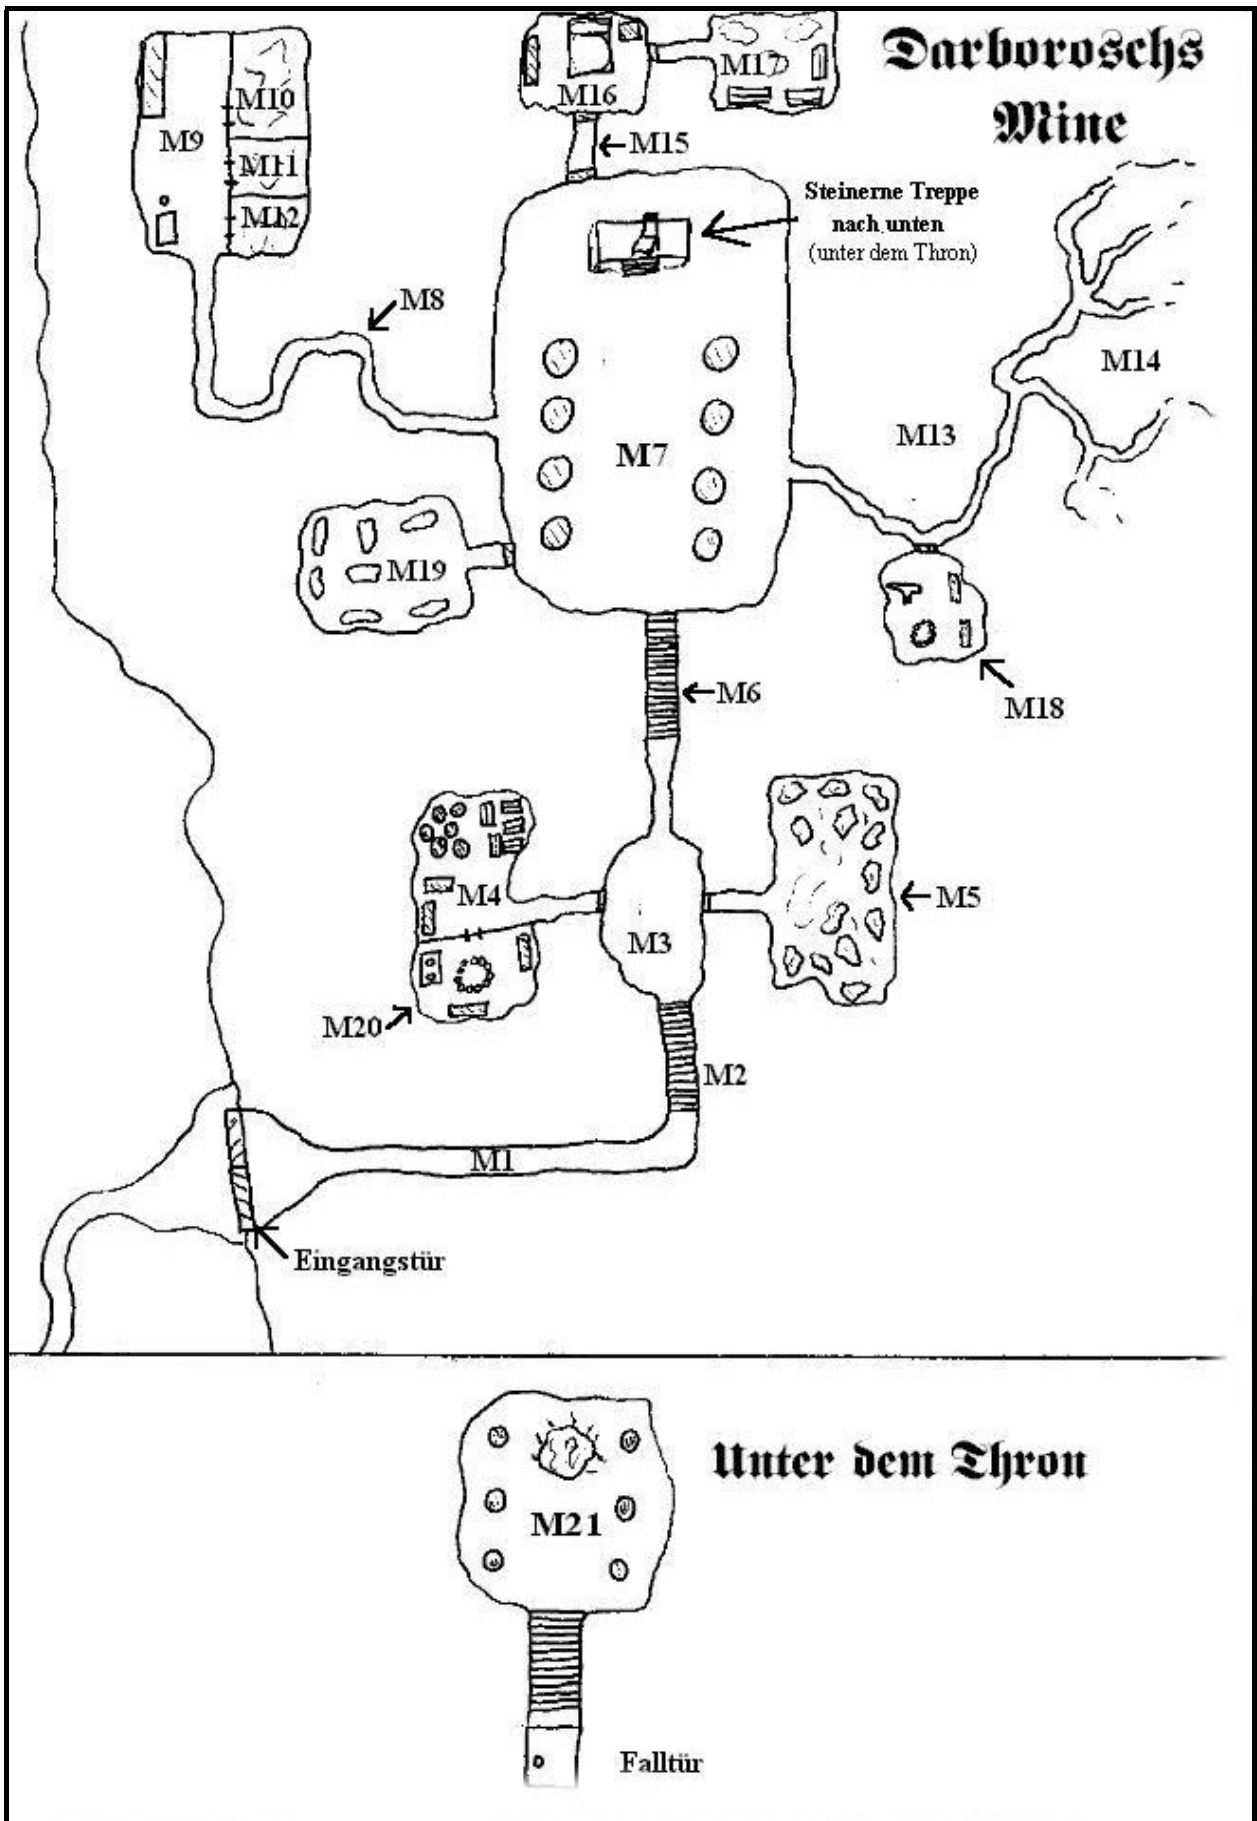 Darboroschs
Mine
M16
M17
M10
M9
M11
M12
M15
Steinerne Treppe
nach unten
(unter dem Thron)
M8
M14
M13
M7
M19
M6
M18
M4
M5
M3
M20
M2
M1
Eingangstür
Unter dem Thron
M21
Falltür